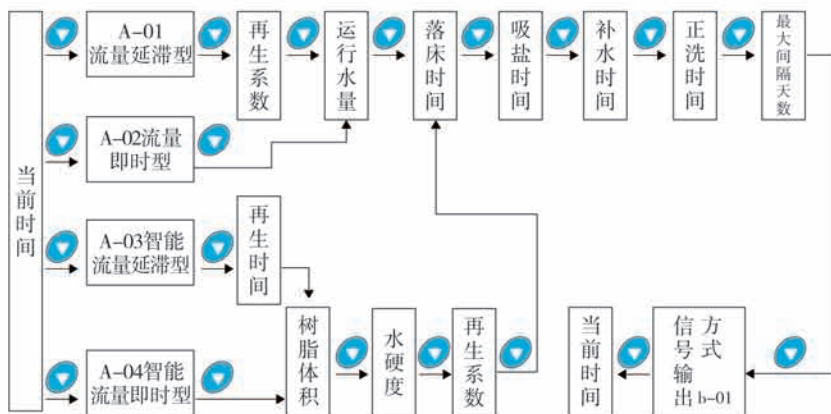 当前时间
A-01
流量延滞型
再生系数
运行水量
落床时间
吸盐时间
补水时间
正洗时间
最大间隔天数
A-02流量
即时型
A-03智能
流量延滞型
再生时间
A-04智能
流量即时型
树脂体积
水硬度
再生系数
当前时间
信号输出
方式
b-01